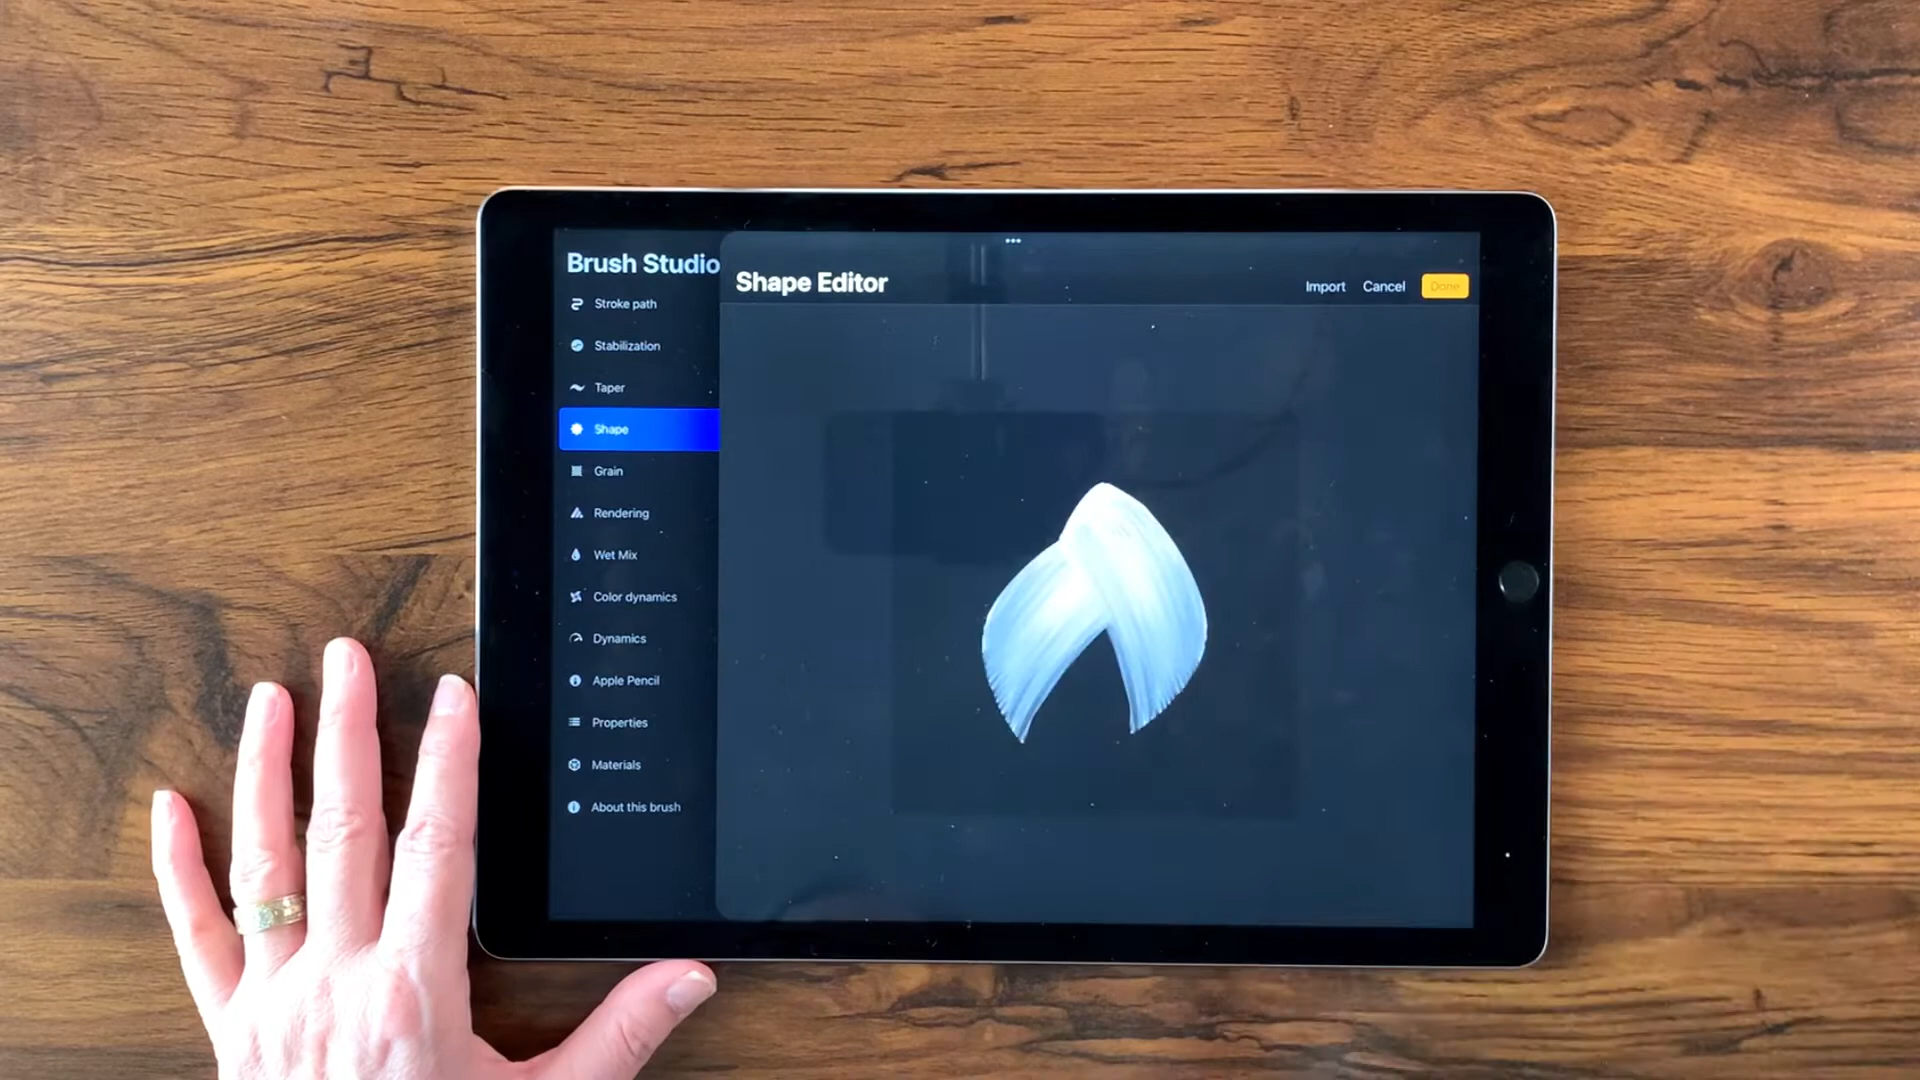 Brush Studio
Stroke path
Stabilization
Taper
Shape
Grain
Rendering
Wet Mix
Color dynamics
Dynamics
Apple Pencil
Properties
Materials
About this brush
Shape Editor
Import
Cancel
Done